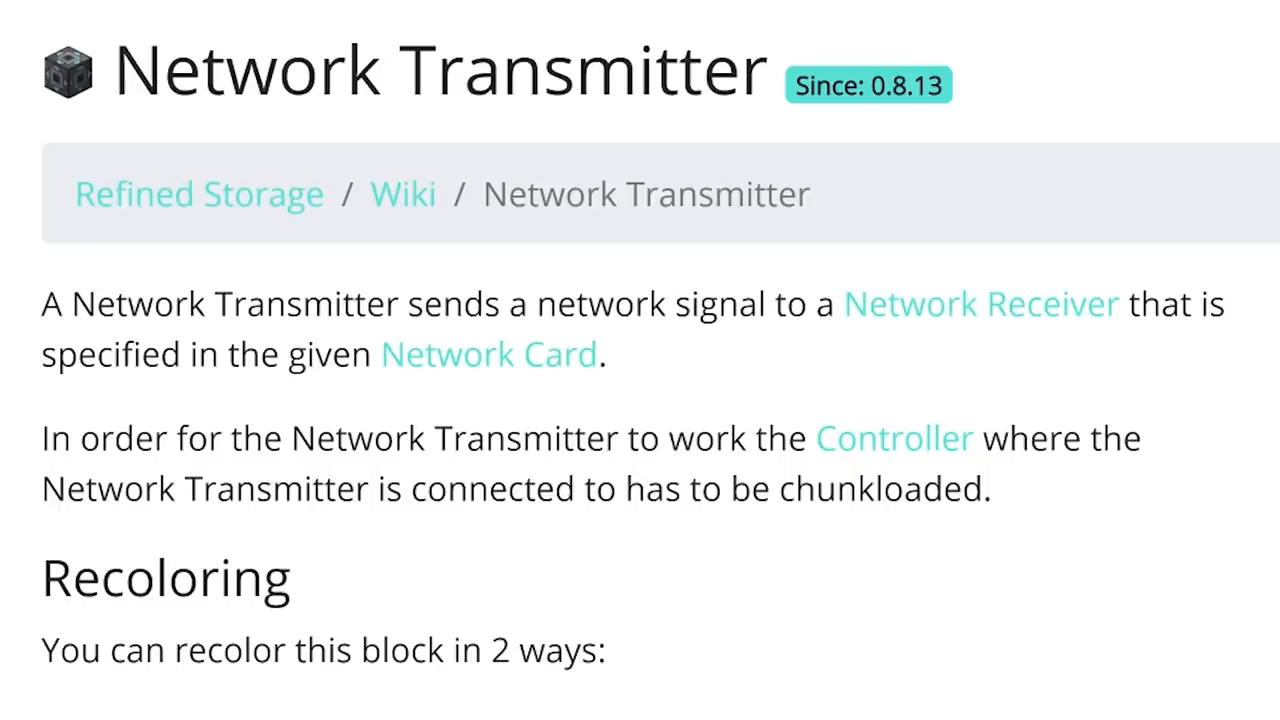 Network Transmitter Since: 0.8.13
Refined Storage / Wiki / Network Transmitter
A Network Transmitter sends a network signal to a Network Receiver that is
specified in the given Network Card.
In order for the Network Transmitter to work the Controller where the
Network Transmitter is connected to has to be chunkloaded.
Recoloring
You can recolor this block in 2 ways: